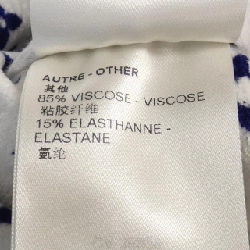 AUTRE - OTHER
其他
85% VISCOSE - VISCOSE
粘胶纤维
15% ELASTHANNE -
ELASTANE
氨纶